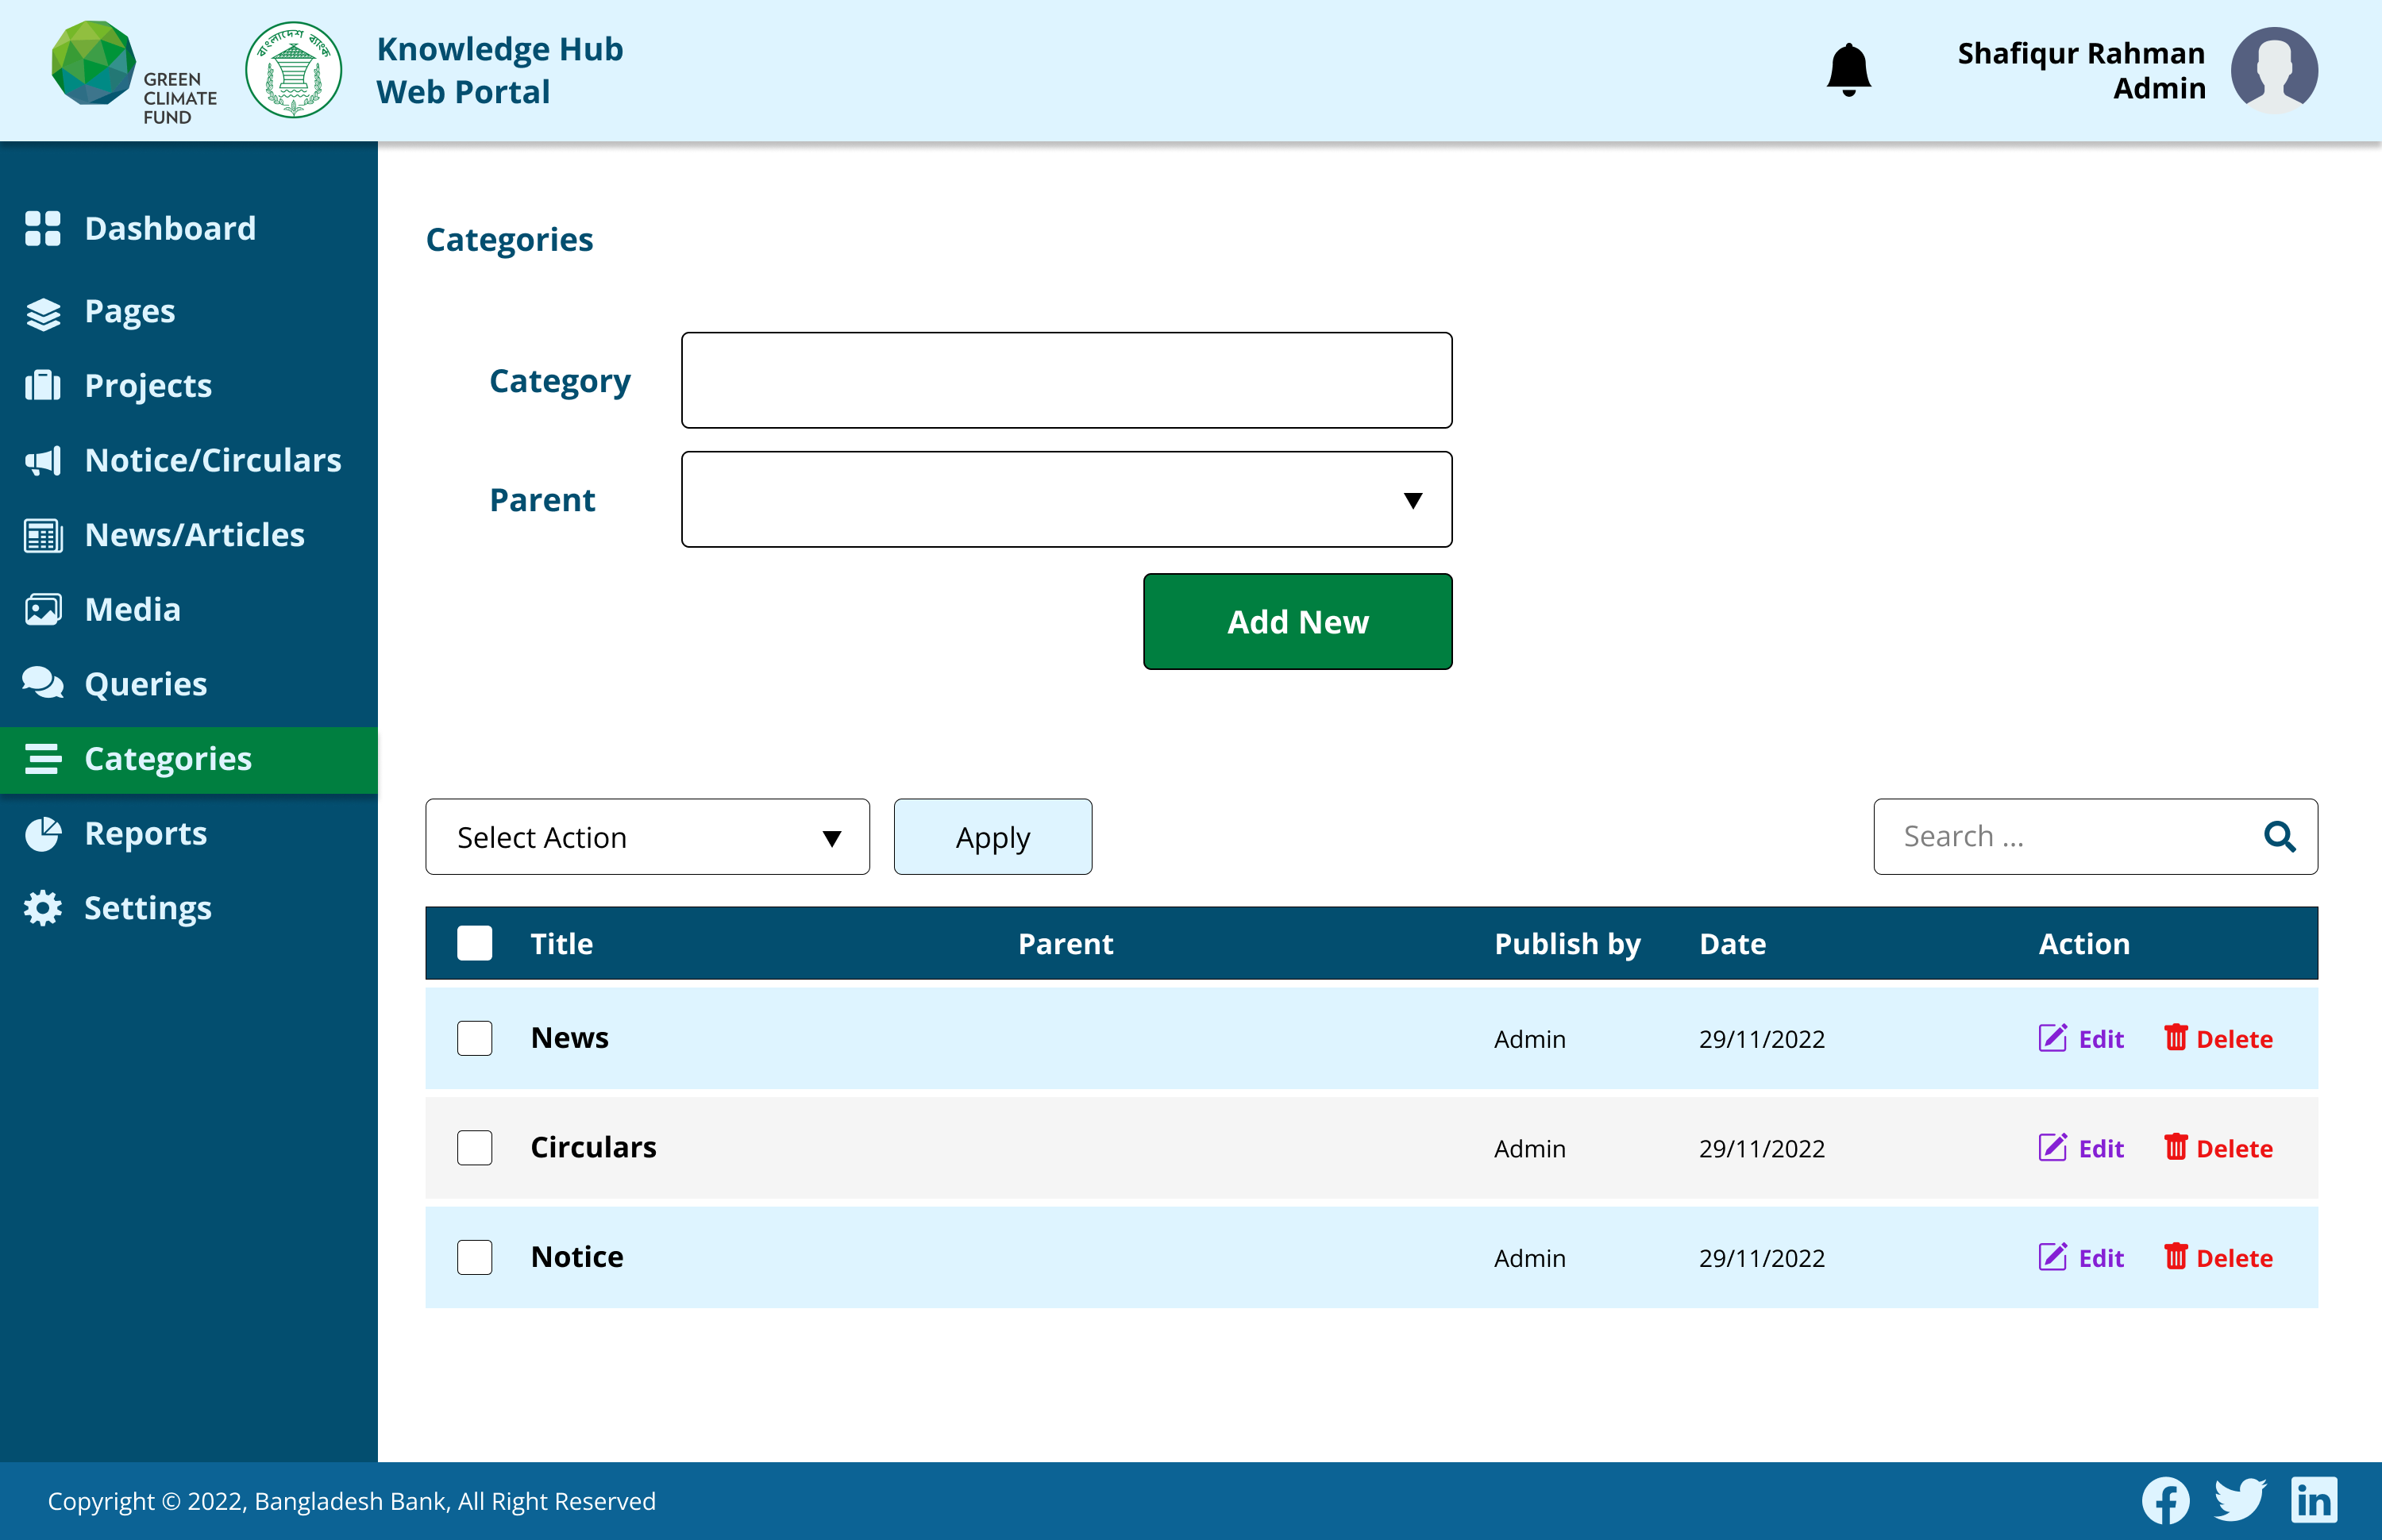 GREEN
CLIMATE
FUND
বাংলাদেশ ব্যাংক
Knowledge Hub
Web Portal
Shafiqur Rahman
Admin
Dashboard
Pages
Projects
Notice/Circulars
News/Articles
Media
Queries
Categories
Reports
Settings
Categories
Category
Parent
Add New
Select Action
Apply
Search ...
Title Parent Publish by Date Action
News Admin 29/11/2022 Edit Delete
Circulars Admin 29/11/2022 Edit Delete
Notice Admin 29/11/2022 Edit Delete
Copyright © 2022, Bangladesh Bank, All Right Reserved